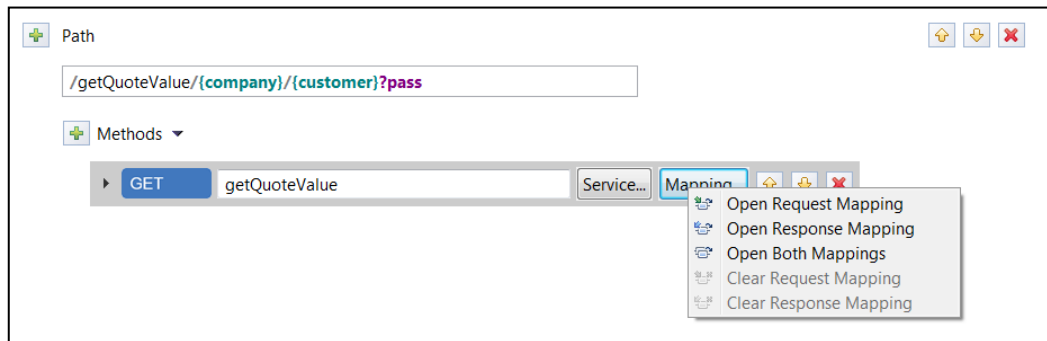 Path
/getQuoteValue/{company}/{customer}?pass
Methods
GET getQuoteValue Service... Mapping...
Open Request Mapping
Open Response Mapping
Open Both Mappings
Clear Request Mapping
Clear Response Mapping